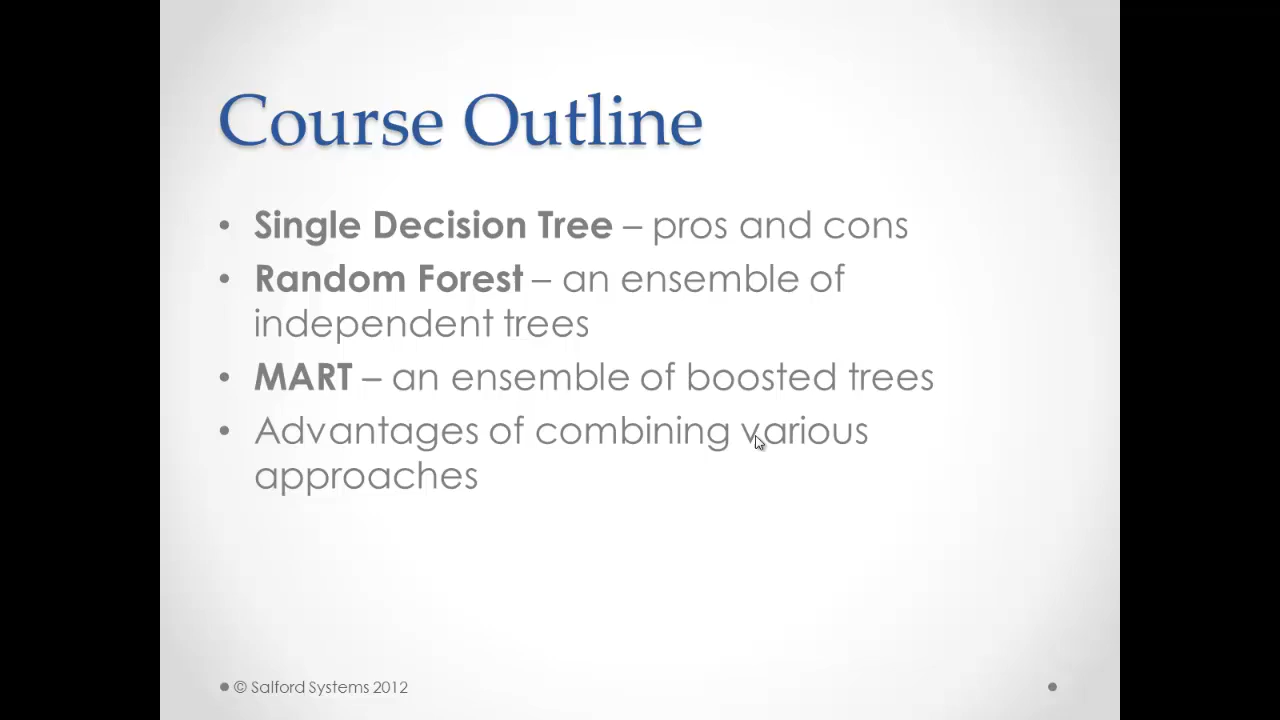 Course Outline
• Single Decision Tree – pros and cons
• Random Forest – an ensemble of
independent trees
• MART – an ensemble of boosted trees
• Advantages of combining various
approaches
© Salford Systems 2012